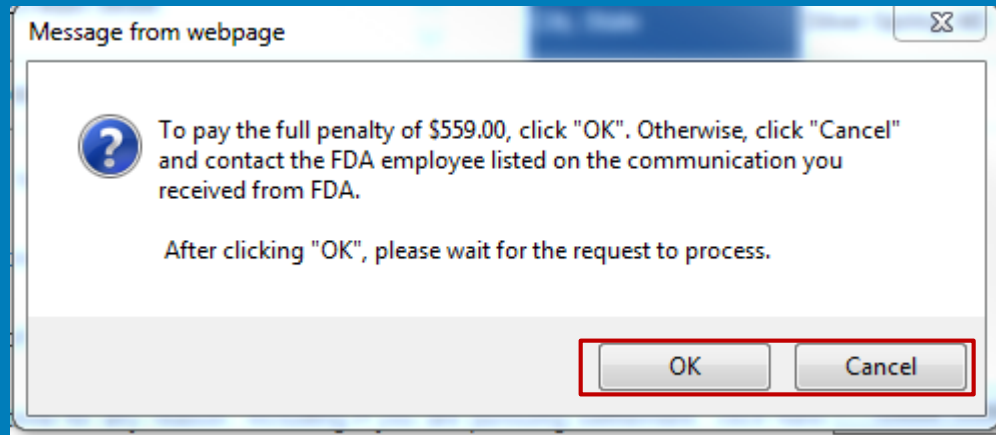 Message from webpage
To pay the full penalty of $559.00, click "OK". Otherwise, click "Cancel"
and contact the FDA employee listed on the communication you
received from FDA.
After clicking "OK", please wait for the request to process.
OK Cancel